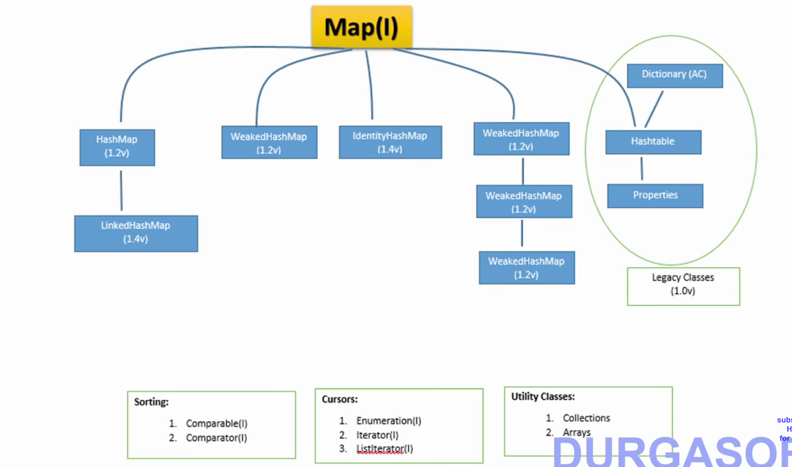 Map(I)
Dictionary (AC)
HashMap
(1.2v)
WeakedHashMap
(1.2v)
IdentityHashMap
(1.4v)
WeakedHashMap
(1.2v)
Hashtable
WeakedHashMap
(1.2v)
Properties
LinkedHashMap
(1.4v)
WeakedHashMap
(1.2v)
Legacy Classes
(1.0v)
Sorting:
1. Comparable(I)
2. Comparator(I)
Cursors:
1. Enumeration(I)
2. Iterator(I)
3. ListIterator(I)
Utility Classes:
1. Collections
2. Arrays